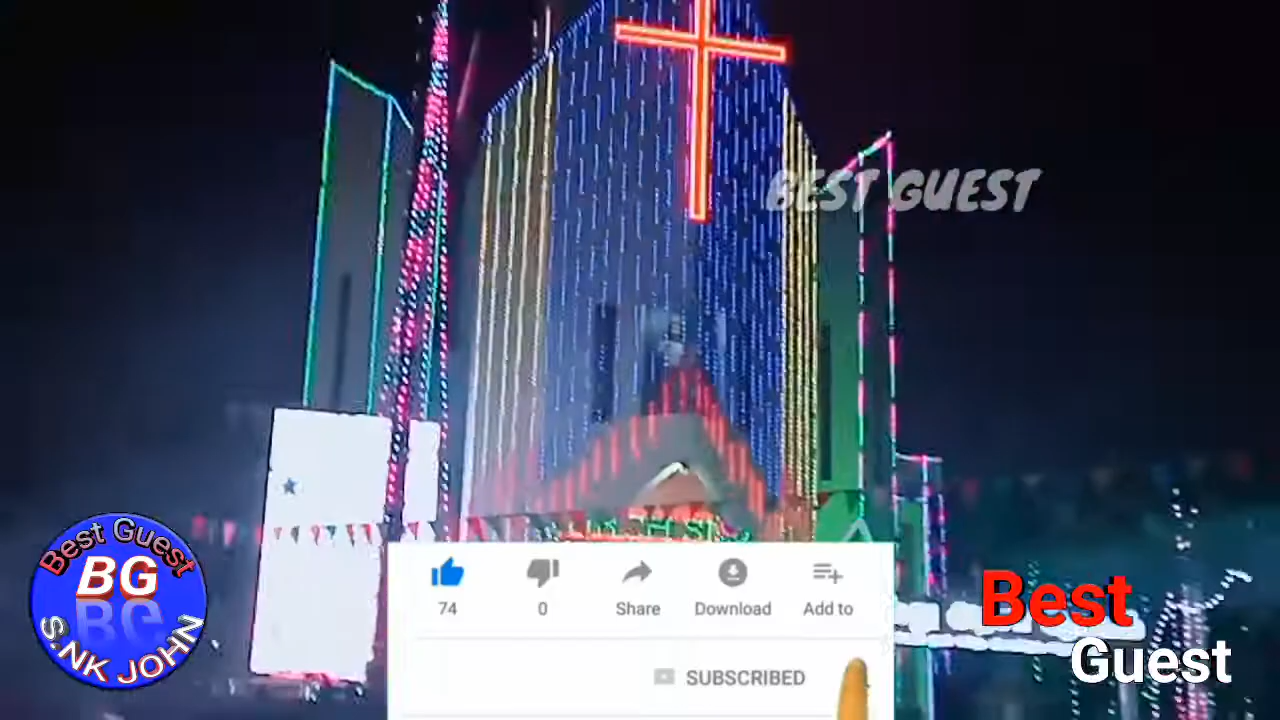 BEST GUEST
Best Guest
BG
S.NK JOHN
74
0
Share
Download
Add to
SUBSCRIBED
Best
Guest